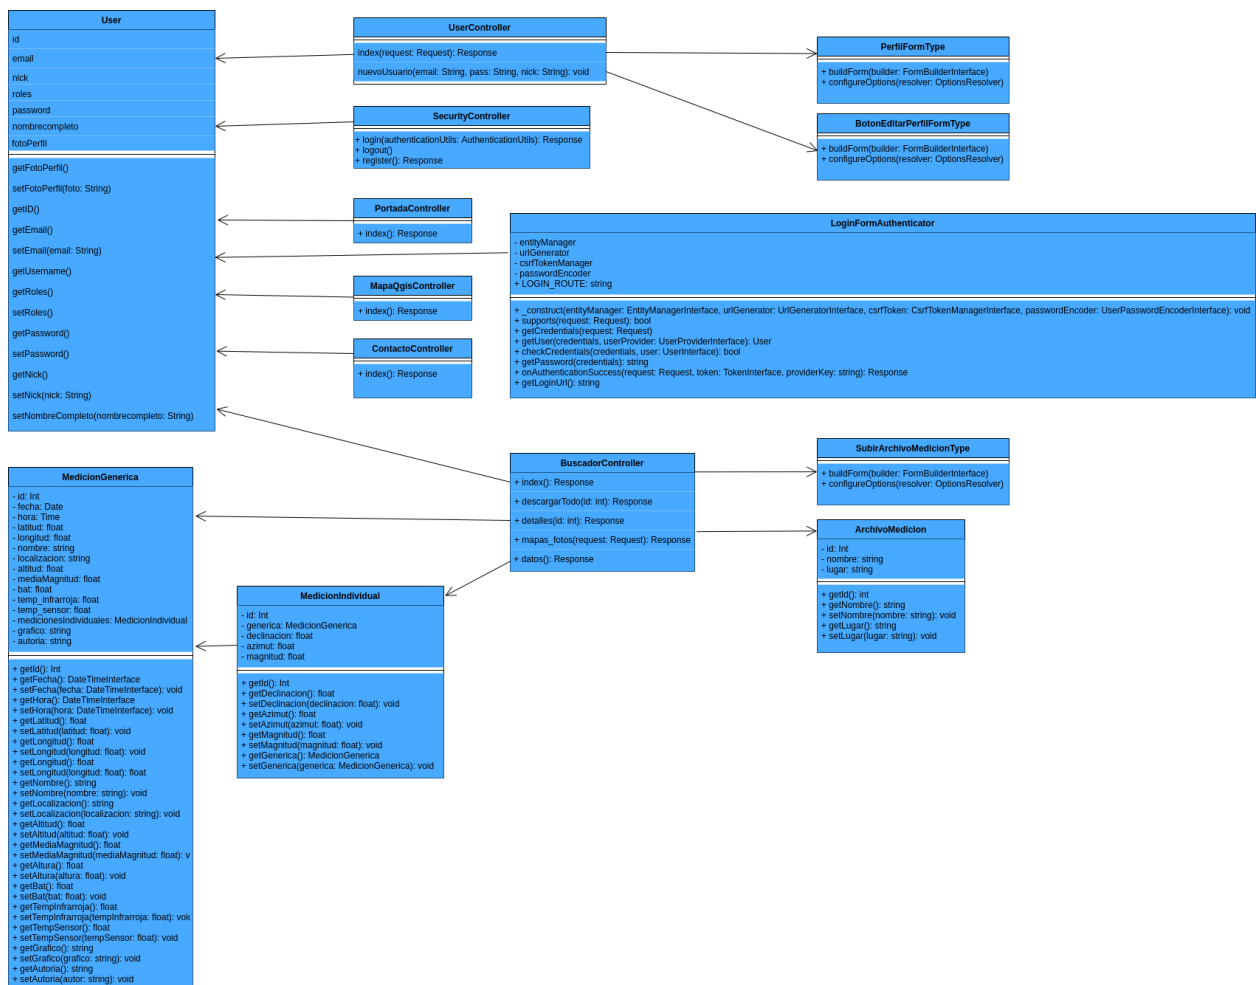 User
id
email
nick
roles
password
nombrecompleto
fotoPerfil
getFotoPerfil()
setFotoPerfil(foto: String)
getID()
getEmail()
setEmail(email: String)
getUsername()
getRoles()
setRoles()
getPassword()
setPassword()
getNick()
setNick(nick: String)
setNombreCompleto(nombrecompleto: String)
UserController
index(request: Request): Response
nuevoUsuario(email: String, pass: String, nick: String): void
SecurityController
+ login(authenticationUtils: AuthenticationUtils): Response
+ logout()
+ register(): Response
PortadaController
+ index(): Response
MapaQgisController
+ index(): Response
ContactoController
+ index(): Response
PerfilFormType
+ buildForm(builder: FormBuilderInterface)
+ configureOptions(resolver: OptionsResolver)
BotonEditarPerfilFormType
+ buildForm(builder: FormBuilderInterface)
+ configureOptions(resolver: OptionsResolver)
LoginFormAuthenticator
- entityManager
- urlGenerator
- csrfTokenManager
- passwordEncoder
+ LOGIN_ROUTE: string
+ _construct(entityManager: EntityManagerInterface, urlGenerator: UrlGeneratorInterface, csrfToken: CsrfTokenManagerInterface, passwordEncoder: UserPasswordEncoderInterface): void
+ supports(request: Request): bool
+ getCredentials(request: Request)
+ getUser(credentials, userProvider: UserProviderInterface): User
+ checkCredentials(credentials, user: UserInterface): bool
+ getPassword(credentials): string
+ onAuthenticationSuccess(request: Request, token: TokenInterface, providerKey: string): Response
+ getLoginUrl(): string
BuscadorController
+ index(): Response
+ descargarTodo(id: int): Response
+ detalles(id: int): Response
+ mapas_fotos(request: Request): Response
+ datos(): Response
SubirArchivoMedicionType
+ buildForm(builder: FormBuilderInterface)
+ configureOptions(resolver: OptionsResolver)
ArchivoMedicion
- id: Int
- nombre: string
- lugar: string
+ getId(): int
+ getNombre(): string
+ setNombre(nombre: string): void
+ getLugar(): string
+ setLugar(lugar: string): void
MedicionGenerica
- id: Int
- fecha: Date
- hora: Time
- latitud: float
- longitud: float
- nombre: string
- localizacion: string
- altitud: float
- mediaMagnitud: float
- bat: float
- temp_infrarroja: float
- temp_sensor: float
- medicionesIndividuales: MedicionIndividual
- grafico: string
- autoria: string
+ getId(): Int
+ getFecha(): DateTimeInterface
+ setFecha(fecha: DateTimeInterface): void
+ getHora(): DateTimeInterface
+ setHora(hora: DateTimeInterface): void
+ getLatitud(): float
+ setLatitud(latitud: float): void
+ getLongitud(): float
+ setLongitud(longitud: float): void
+ getLongitud(): float
+ setLongitud(longitud: float): float
+ getNombre(): string
+ setNombre(nombre: string): void
+ getLocalizacion(): string
+ setLocalizacion(localizacion: string): void
+ getAltitud(): float
+ setAltitud(altitud: float): void
+ getMediaMagnitud(): float
+ setMediaMagnitud(mediaMagnitud: float): v
+ getAltura(): float
+ setAltura(altura: float): void
+ getBat(): float
+ setBat(bat: float): void
+ getTempInfrarroja(): float
+ setTempInfrarroja(tempInfrarroja: float): voi
+ getTempSensor(): float
+ setTempSensor(tempSensor: float): void
+ getGrafico(): string
+ setGrafico(grafico: string): void
+ getAutoria(): string
+ setAutoria(autor: string): void
MedicionIndividual
- id: Int
- generica: MedicionGenerica
- declinacion: float
- azimut: float
- magnitud: float
+ getId(): Int
+ getDeclinacion(): float
+ setDeclinacion(declinacion: float): void
+ getAzimut(): float
+ setAzimut(azimut: float): void
+ getMagnitud(): float
+ setMagnitud(magnitud: float): void
+ getGenerica(): MedicionGenerica
+ setGenerica(generica: MedicionGenerica): void